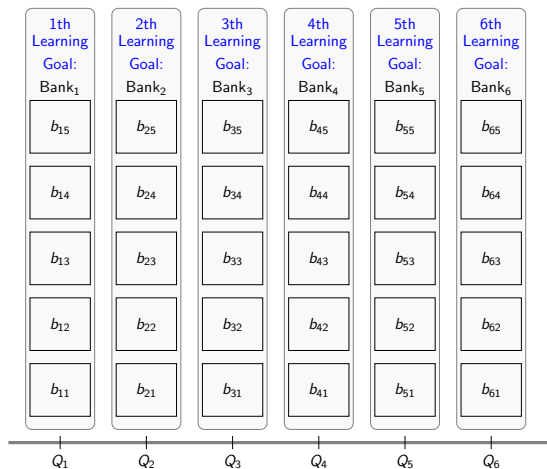 1th 2th 3th 4th 5th 6th
Learning Learning Learning Learning Learning Learning
Goal: Goal: Goal: Goal: Goal: Goal:
Bank₁ Bank₂ Bank₃ Bank₄ Bank₅ Bank₆
b₁₅ b₂₅ b₃₅ b₄₅ b₅₅ b₆₅
b₁₄ b₂₄ b₃₄ b₄₄ b₅₄ b₆₄
b₁₃ b₂₃ b₃₃ b₄₃ b₅₃ b₆₃
b₁₂ b₂₂ b₃₂ b₄₂ b₅₂ b₆₂
b₁₁ b₂₁ b₃₁ b₄₁ b₅₁ b₆₁
Q₁ Q₂ Q₃ Q₄ Q₅ Q₆